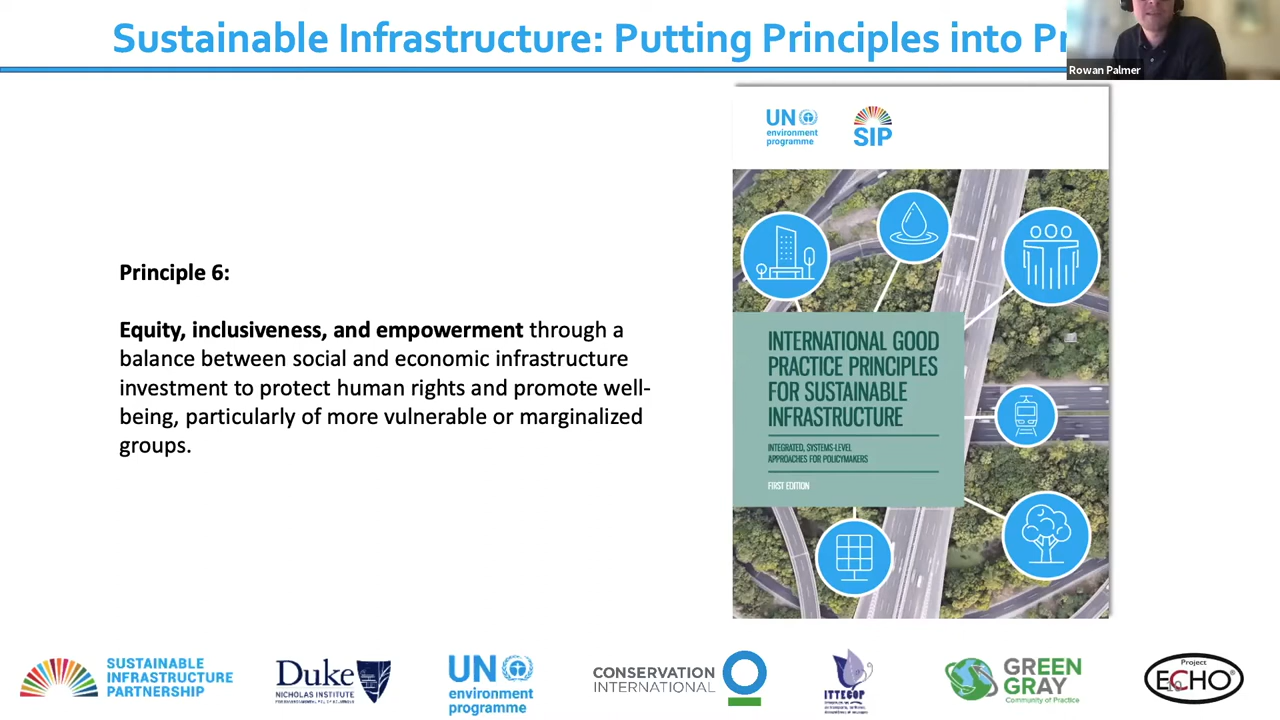 Sustainable Infrastructure: Putting Principles into
Rowan Palmer
Principle 6:
Equity, inclusiveness, and empowerment through a
balance between social and economic infrastructure
investment to protect human rights and promote well-
being, particularly of more vulnerable or marginalized
groups.
UN
environment
programme
SIP
INTERNATIONAL GOOD
PRACTICE PRINCIPLES
FOR SUSTAINABLE
INFRASTRUCTURE
INTEGRATED, SYSTEMS-LEVEL
APPROACHES FOR POLICYMAKERS
FIRST EDITION
SUSTAINABLE
INFRASTRUCTURE
PARTNERSHIP
Duke
NICHOLAS INSTITUTE
UN
environment
programme
CONSERVATION
INTERNATIONAL
ITTECOP
GREEN
GRAY
Community of Practice
Project
ECHO®